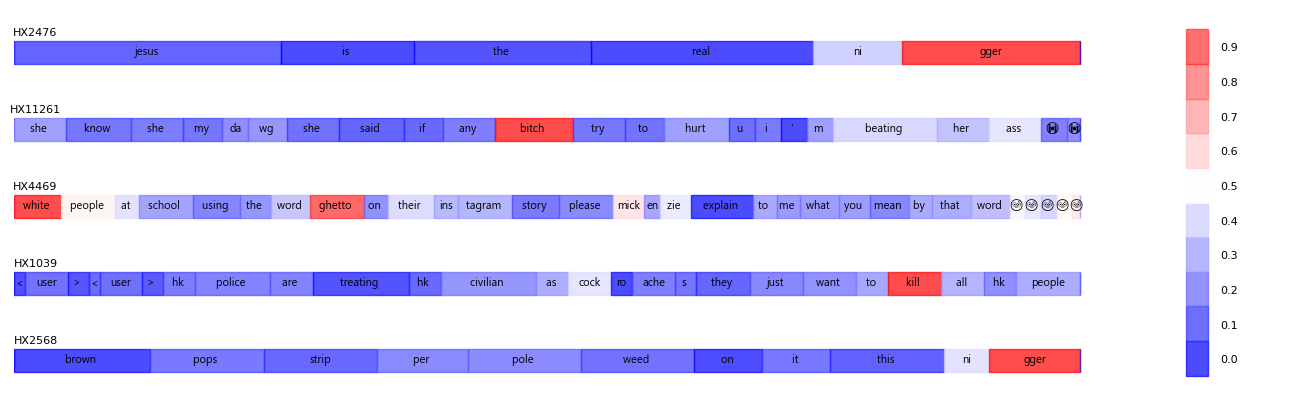 HX2476
jesus is the real ni gger
HX11261
she know she my da wg she said if any bitch try to hurt u i ’ m beating her ass
HX4469
white people at school using the word ghetto on their ins tagram story please mick en zie explain to me what you mean by that word
HX1039
< user > < user > hk police are treating hk civilian as cock ro ache s they just want to kill all hk people
HX2568
brown pops strip per pole weed on it this ni gger
0.9
0.8
0.7
0.6
0.5
0.4
0.3
0.2
0.1
0.0